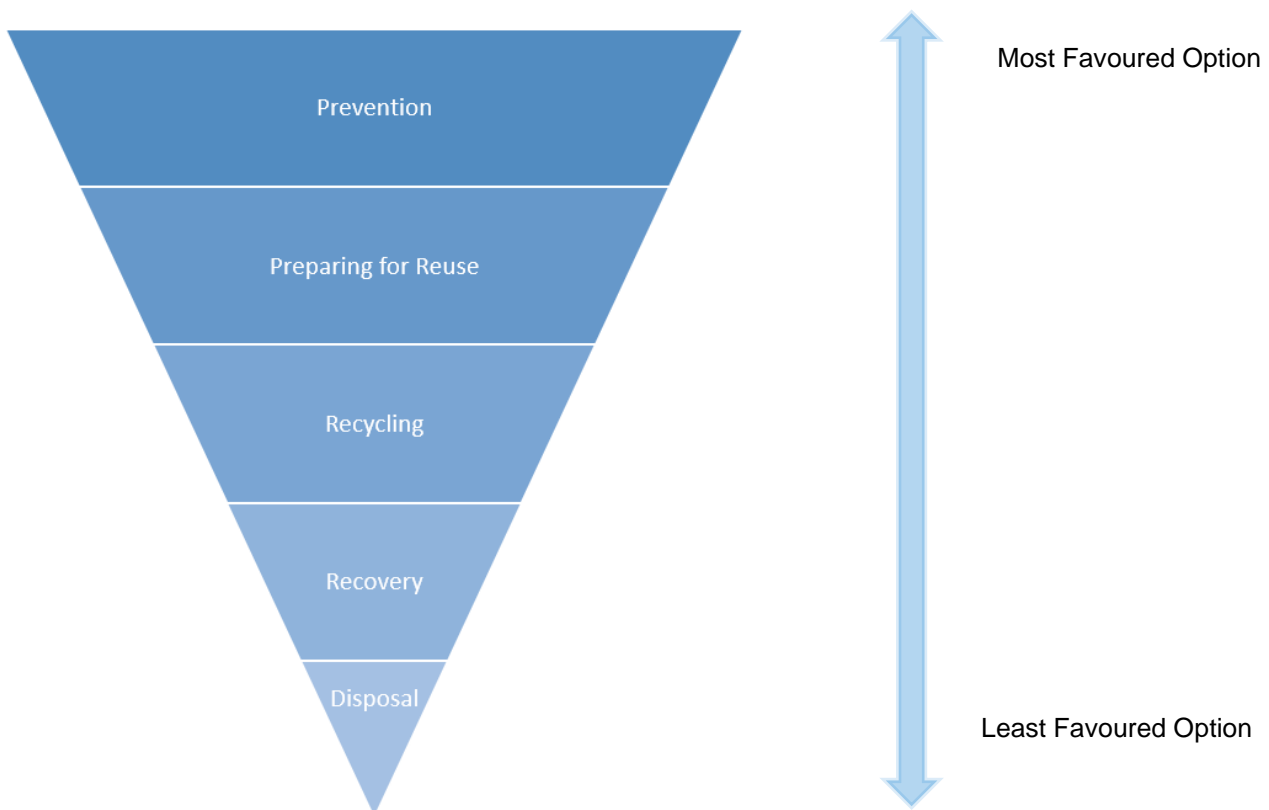 Most Favoured Option
Prevention
Preparing for Reuse
Recycling
Recovery
Disposal
Least Favoured Option